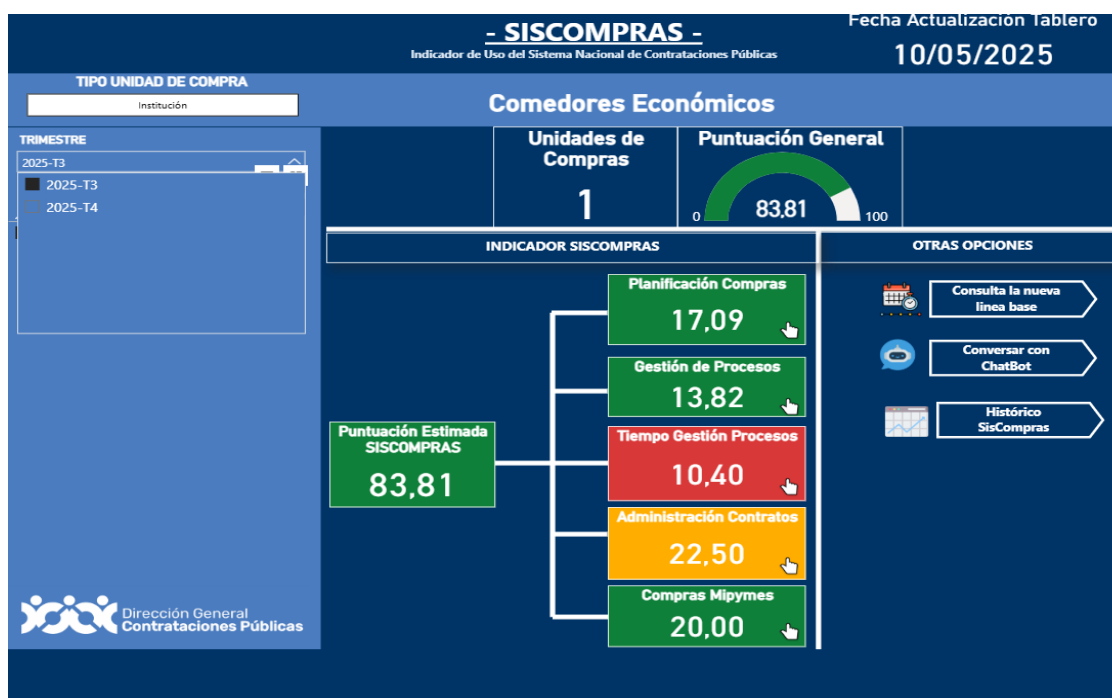 - SISCOMPRAS -
Indicador de Uso del Sistema Nacional de Contrataciones Públicas
Fecha Actualización Tablero
10/05/2025
TIPO UNIDAD DE COMPRA
Institución
Comedores Económicos
TRIMESTRE
2025-T3
2025-T3
2025-T4
Unidades de
Compras
1
Puntuación General
83,81
0
100
INDICADOR SISCOMPRAS
OTRAS OPCIONES
Planificación Compras
17,09
Gestión de Procesos
13,82
Puntuación Estimada
SISCOMPRAS
83,81
Tiempo Gestión Procesos
10,40
Administración Contratos
22,50
Compras Mipymes
20,00
Consulta la nueva
linea base
Conversar con
ChatBot
Histórico
SisCompras
Dirección General
Contrataciones Públicas